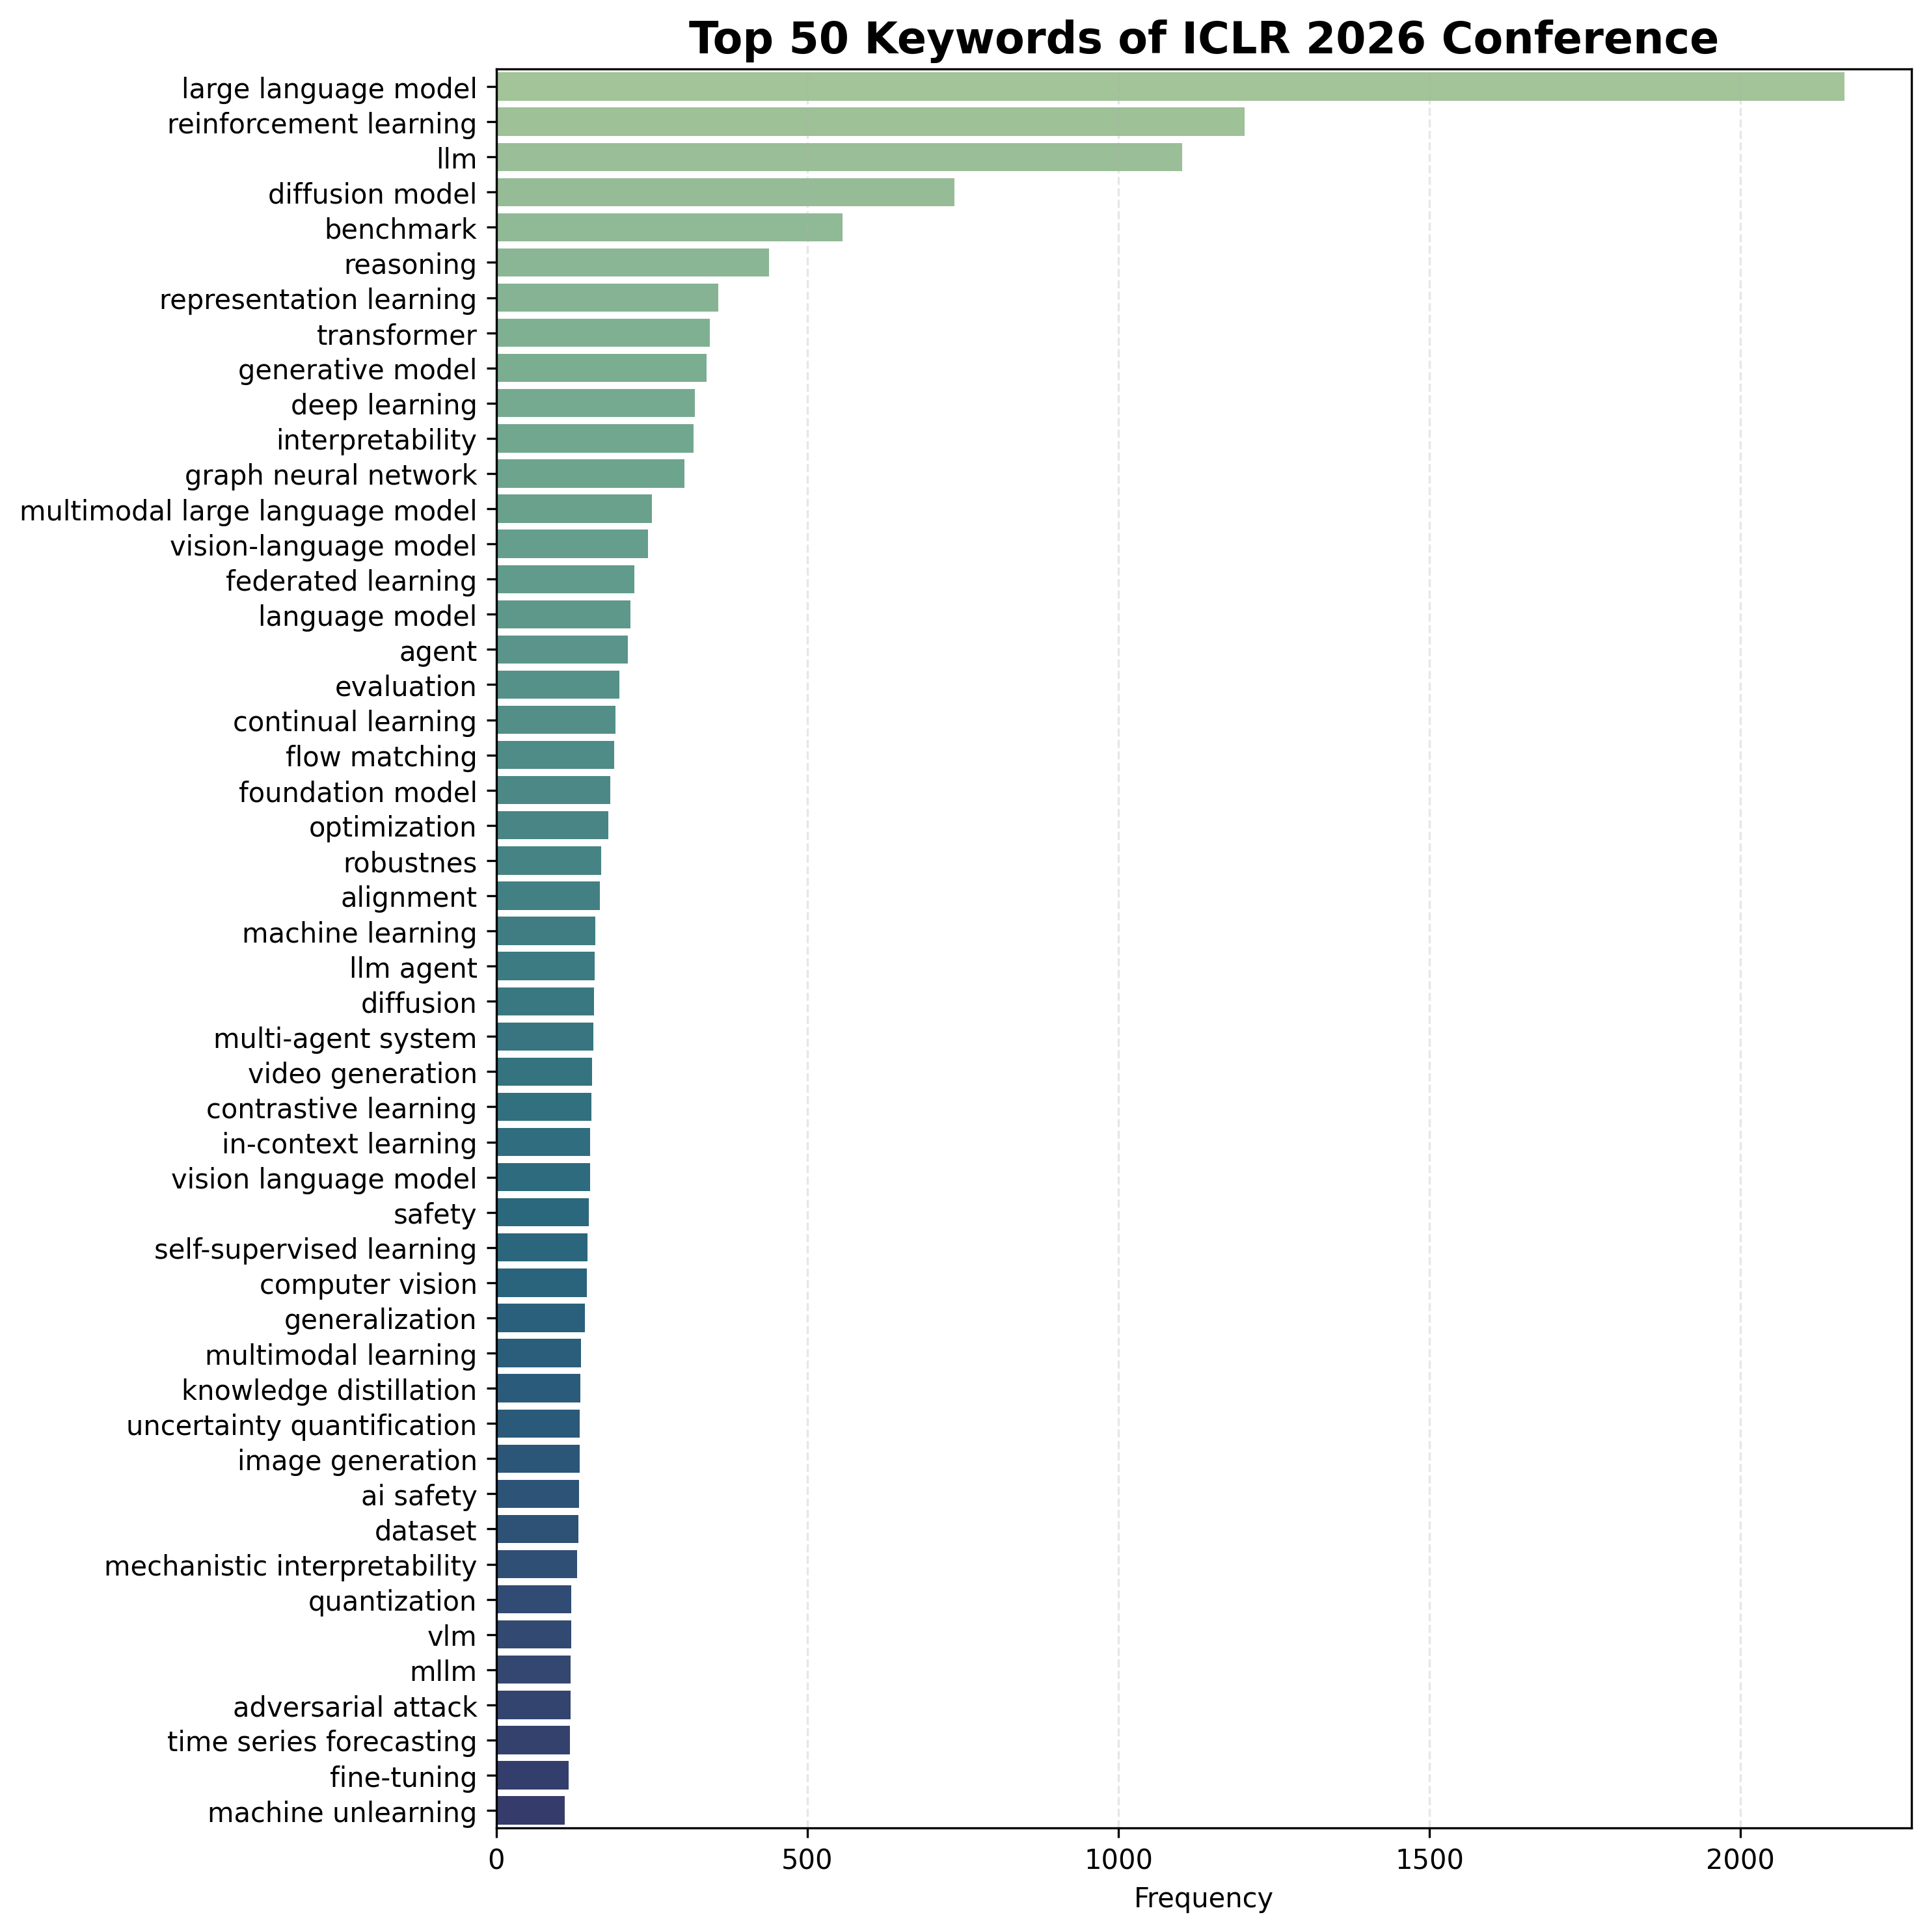 Top 50 Keywords of ICLR 2026 Conference
large language model
reinforcement learning
llm
diffusion model
benchmark
reasoning
representation learning
transformer
generative model
deep learning
interpretability
graph neural network
multimodal large language model
vision-language model
federated learning
language model
agent
evaluation
continual learning
flow matching
foundation model
optimization
robustnes
alignment
machine learning
llm agent
diffusion
multi-agent system
video generation
contrastive learning
in-context learning
vision language model
safety
self-supervised learning
computer vision
generalization
multimodal learning
knowledge distillation
uncertainty quantification
image generation
ai safety
dataset
mechanistic interpretability
quantization
vlm
mllm
adversarial attack
time series forecasting
fine-tuning
machine unlearning
0 500 1000 1500 2000
Frequency